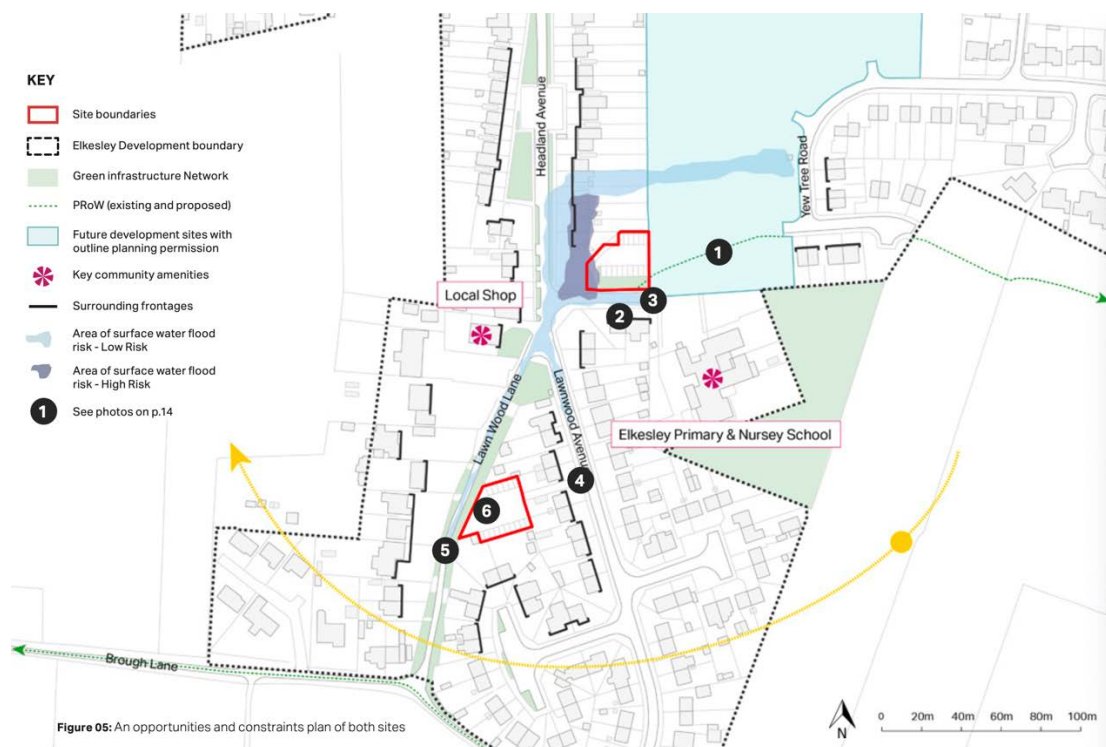 KEY
Site boundaries
Elkesley Development boundary
Green infrastructure Network
PRoW (existing and proposed)
Future development sites with
outline planning permission
Key community amenities
Surrounding frontages
Area of surface water flood
risk - Low Risk
Area of surface water flood
risk - High Risk
1
See photos on p.14
Headland Avenue
Yew Tree Road
1
Local Shop
3
2
Lawn Wood Lane
Lawnwood Avenue
Elkesley Primary & Nursey School
4
6
5
Brough Lane
Figure 05: An opportunities and constraints plan of both sites
N
0 20m 40m 60m 80m 100m